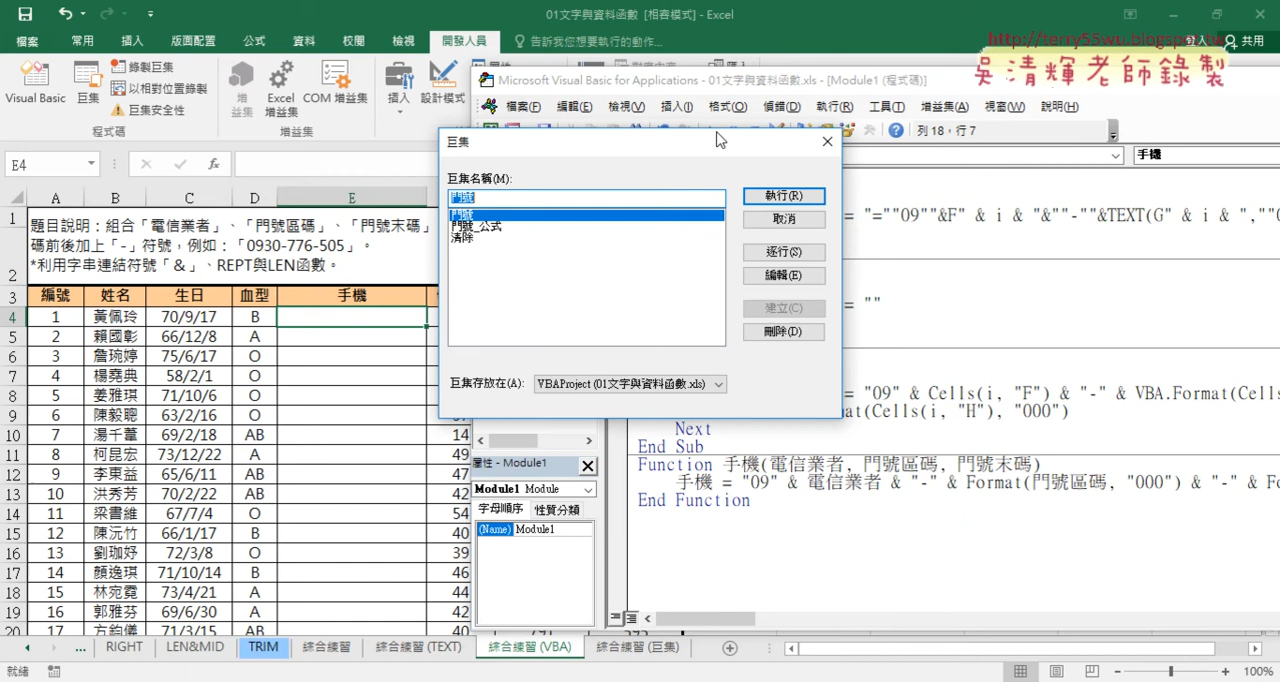 01文字與資料函數 [相容模式] - Excel
http://terry55wu.blogspot.tw
登入 共用
檔案 常用 插入 版面配置 公式 資料 校閱 檢視 開發人員 告訴我您想要執行的動作...
吳清輝老師錄製
Visual Basic 巨集 錄製巨集 以相對位置錄製 巨集安全性 程式碼
增益集 Excel 增益集 COM 增益集 增益集
插入 設計模式
Microsoft Visual Basic for Applications - 01文字與資料函數.xls - [Module1 (程式碼)]
檔案(F) 編輯(E) 檢視(V) 插入(I) 格式(O) 偵錯(D) 執行(R) 工具(T) 增益集(A) 視窗(W) 說明(H)
列 18，行 7
手機
E4 fx
巨集
巨集名稱(M):
門號
門號
門號_公式
清除
執行(R)
取消
逐行(S)
編輯(E)
建立(C)
刪除(D)
巨集存放在(A): VBAProject (01文字與資料函數.xls)
A B C D E
1 題目說明：組合「電信業者」、「門號區碼」、「門號末碼」
碼前後加上「-」符號，例如：「0930-776-505」。
2 *利用字串連結符號「&」、REPT與LEN函數。
3 編號 姓名 生日 血型 手機
4 1 黃佩玲 70/9/17 B
5 2 賴國彰 66/12/8 A
6 3 詹琬婷 75/6/17 O
7 4 楊堯典 58/2/1 O
8 5 姜雅琪 71/10/6 O
9 6 陳毅聰 63/2/16 O
10 7 湯千葦 69/2/18 AB 14
11 8 柯昆宏 73/12/22 A 49
12 9 李東益 65/6/11 AB 47
13 10 洪秀芳 70/2/22 AB 43
14 11 梁書維 67/7/4 O 54
15 12 陳沅竹 66/1/17 B 40
16 13 劉珈妤 72/3/8 O 39
17 14 顏逸琪 71/10/14 B 46
18 15 林宛霓 73/4/21 A 44
19 16 郭雅芬 69/6/30 A 42
20 17 方鈞儀 71/3/15 AB 40
= "=""09""&F" & i & "&""-""&TEXT(G" & i & ",""0
= ""
= "09" & Cells(i, "F") & "-" & VBA.Format(Cells
mat(Cells(i, "H"), "000")
Next
End Sub
Function 手機(電信業者, 門號區碼, 門號末碼)
手機 = "09" & 電信業者 & "-" & Format(門號區碼, "000") & "-" & Fo
End Function
屬性 - Module1
Module1 Module
字母順序 性質分類
(Name) Module1
... RIGHT LEN&MID TRIM 綜合練習 綜合練習 (TEXT) 綜合練習 (VBA) 綜合練習 (巨集)
就緒 100%